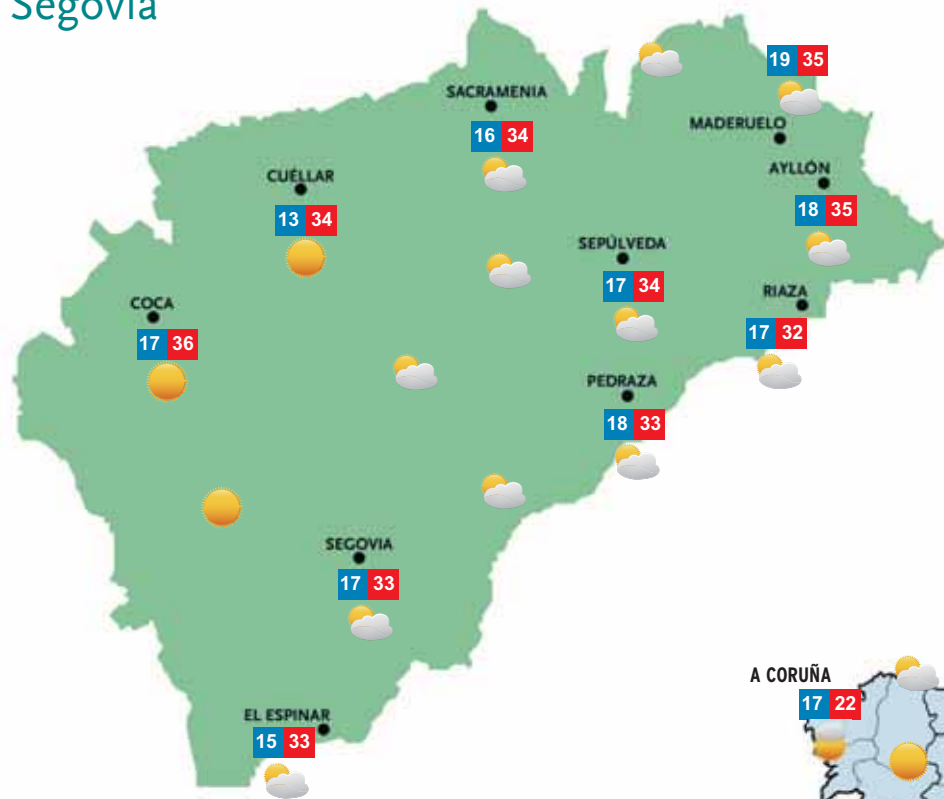 Segovia
19 35
SACRAMENIA
16 34
MADERUELO
AYLLÓN
18 35
CUÉLLAR
13 34
SEPÚLVEDA
17 34
RIAZA
17 32
COCA
17 36
PEDRAZA
18 33
SEGOVIA
17 33
A CORUÑA
17 22
EL ESPINAR
15 33